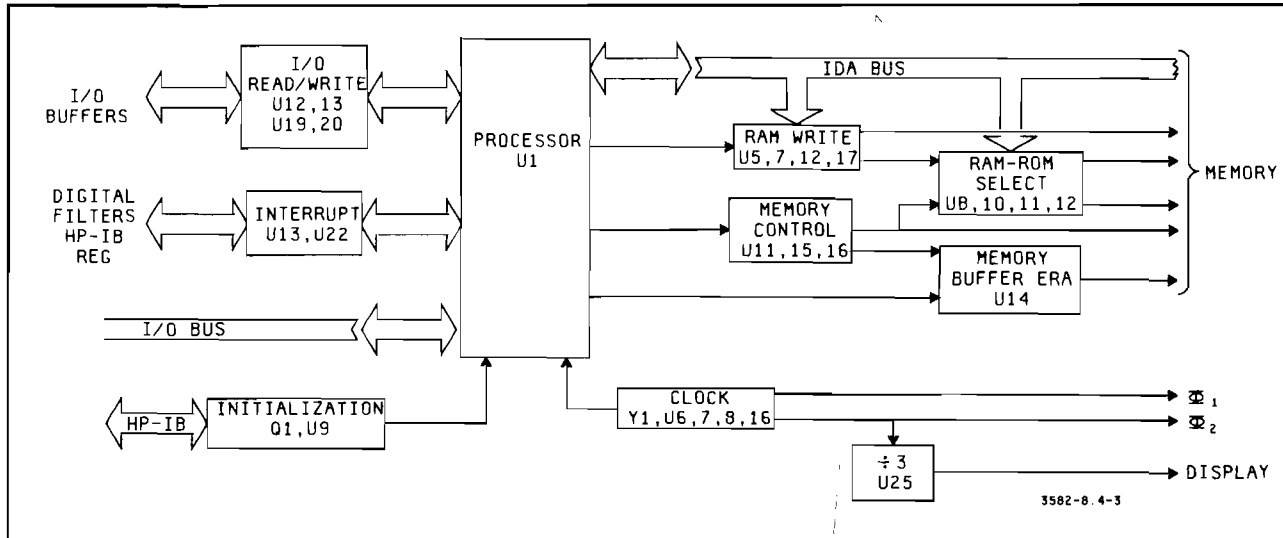 I/O
READ/WRITE
U12,13
U19,20
I/O
BUFFERS
PROCESSOR
U1
IDA BUS
RAM WRITE
U5,7,12,17
RAM-ROM
SELECT
U8,10,11,12
MEMORY
DIGITAL
FILTERS
HP-IB
REG
INTERRUPT
U13,U22
MEMORY
CONTROL
U11,15,16
MEMORY
BUFFER ERA
U14
I/O BUS
HP-IB
INITIALIZATION
Q1,U9
CLOCK
Y1,U6,7,8,16
Φ1
Φ2
÷3
U25
DISPLAY
3582-8.4-3